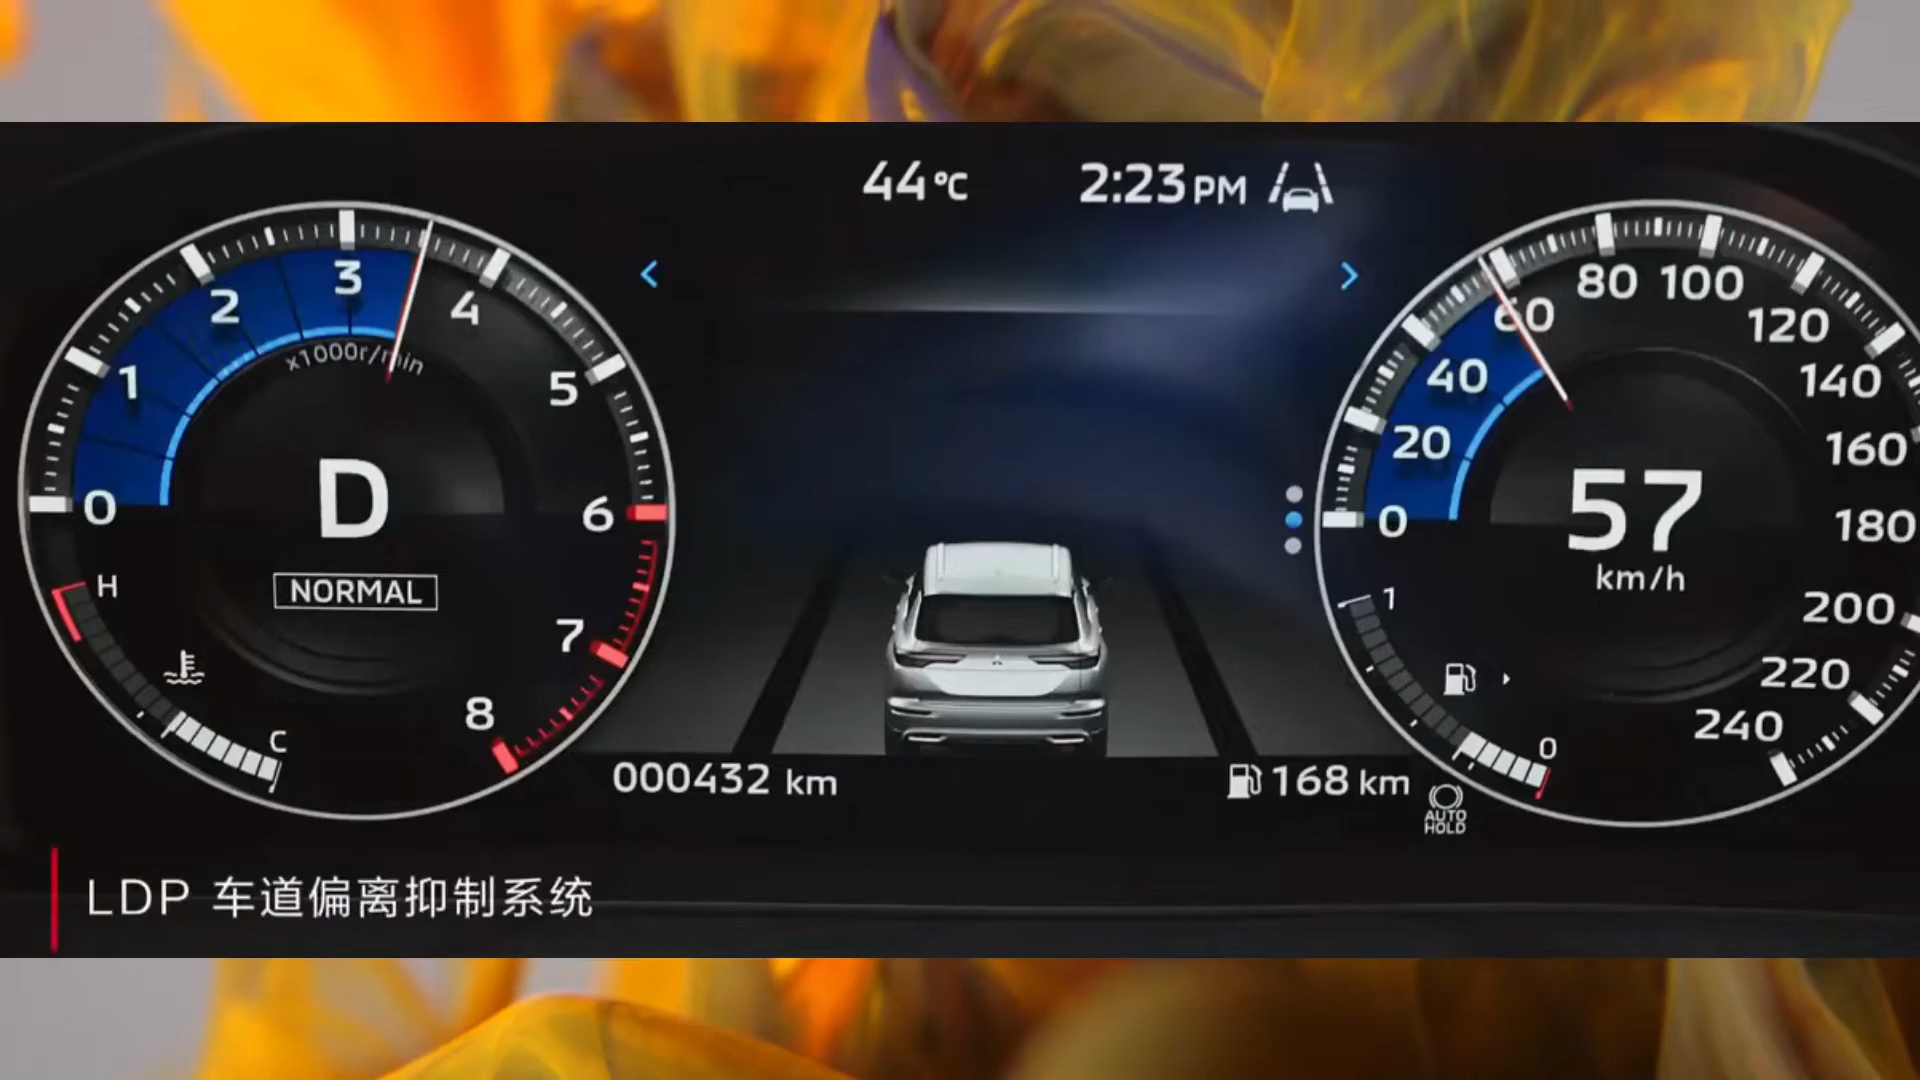 44°C
2:23 PM
0
1
2
3
4
5
6
7
8
x1000r/min
D
NORMAL
H
C
000432 km
168 km
AUTO
HOLD
0
20
40
60
80
100
120
140
160
180
200
220
240
57
km/h
1
0
LDP 车道偏离抑制系统